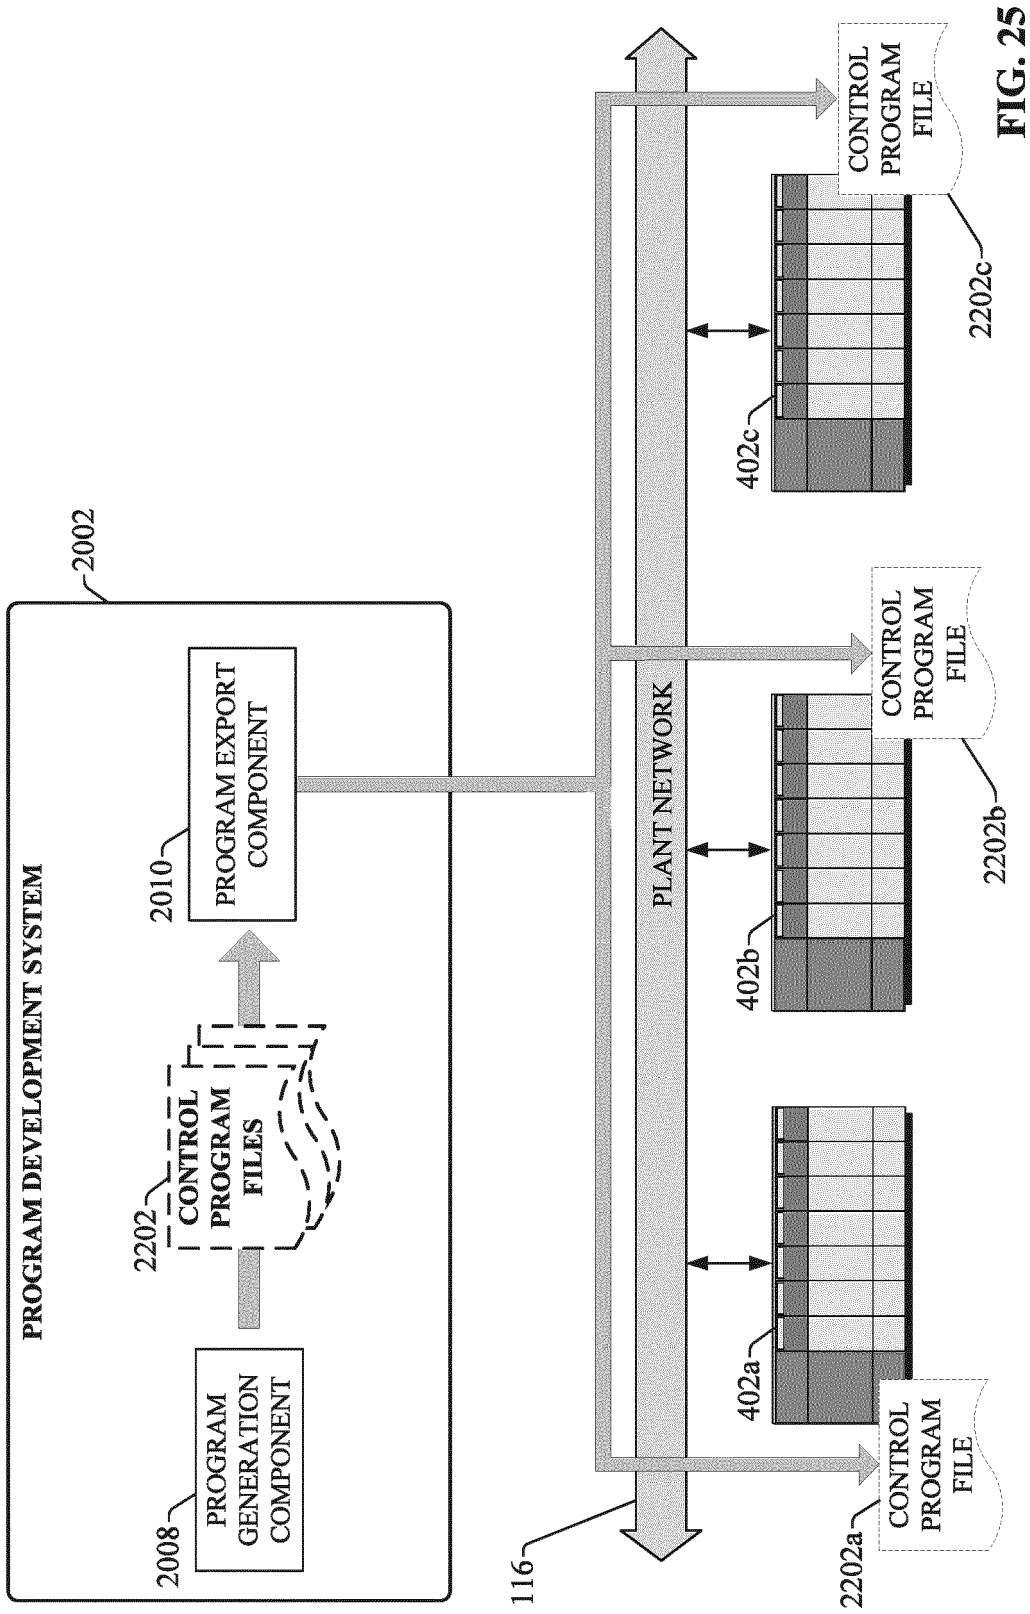 PROGRAM DEVELOPMENT SYSTEM
2002
2008
PROGRAM
GENERATION
COMPONENT
2202
CONTROL
PROGRAM
FILES
2010
PROGRAM EXPORT
COMPONENT
116
PLANT NETWORK
402a
402b
402c
2202a
CONTROL
PROGRAM
FILE
2202b
CONTROL
PROGRAM
FILE
2202c
CONTROL
PROGRAM
FILE
FIG. 25